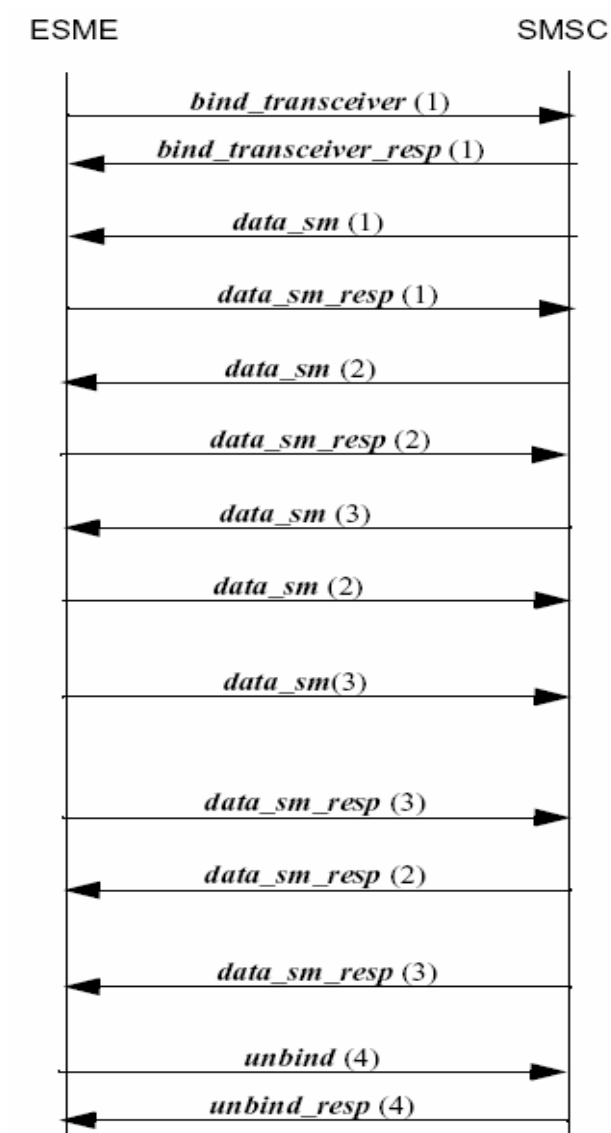 ESME SMSC
bind_transceiver (1)
bind_transceiver_resp (1)
data_sm (1)
data_sm_resp (1)
data_sm (2)
data_sm_resp (2)
data_sm (3)
data_sm (2)
data_sm(3)
data_sm_resp (3)
data_sm_resp (2)
data_sm_resp (3)
unbind (4)
unbind_resp (4)